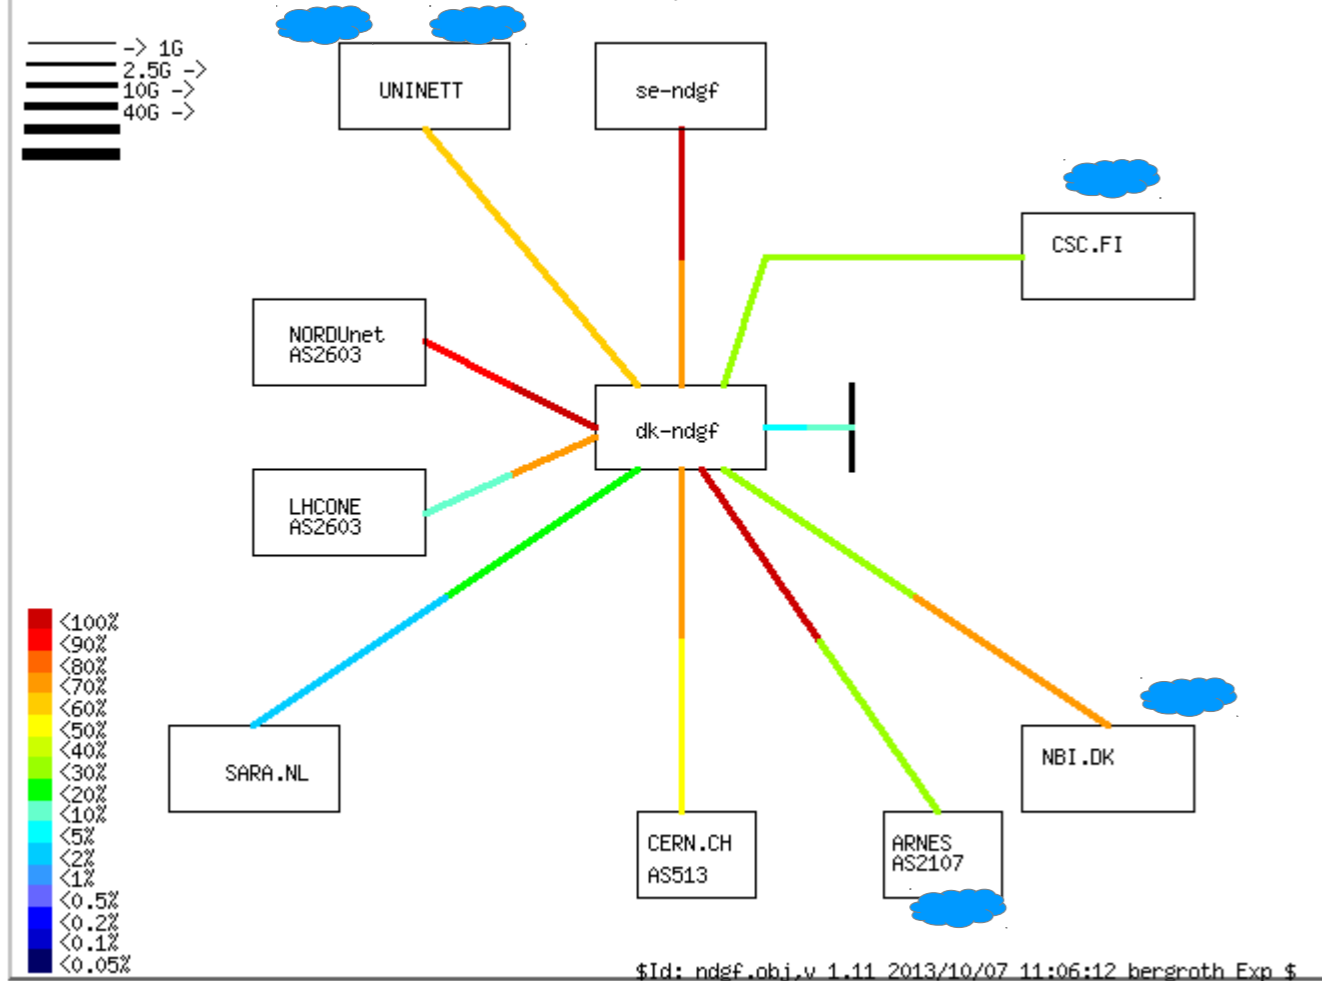 -> 1G
2.5G ->
10G ->
40G ->
UNINETT
se-ndgf
CSC.FI
NORDUnet
AS2603
dk-ndgf
LHCONE
AS2603
<100%
<90%
<80%
<70%
<60%
<50%
<40%
<30%
<20%
<10%
<5%
<2%
<1%
<0.5%
<0.2%
<0.1%
<0.05%
SARA.NL
CERN.CH
AS513
ARNES
AS2107
NBI.DK
$Id: ndgf.obj,v 1.11 2013/10/07 11:06:12 bergroth Exp $